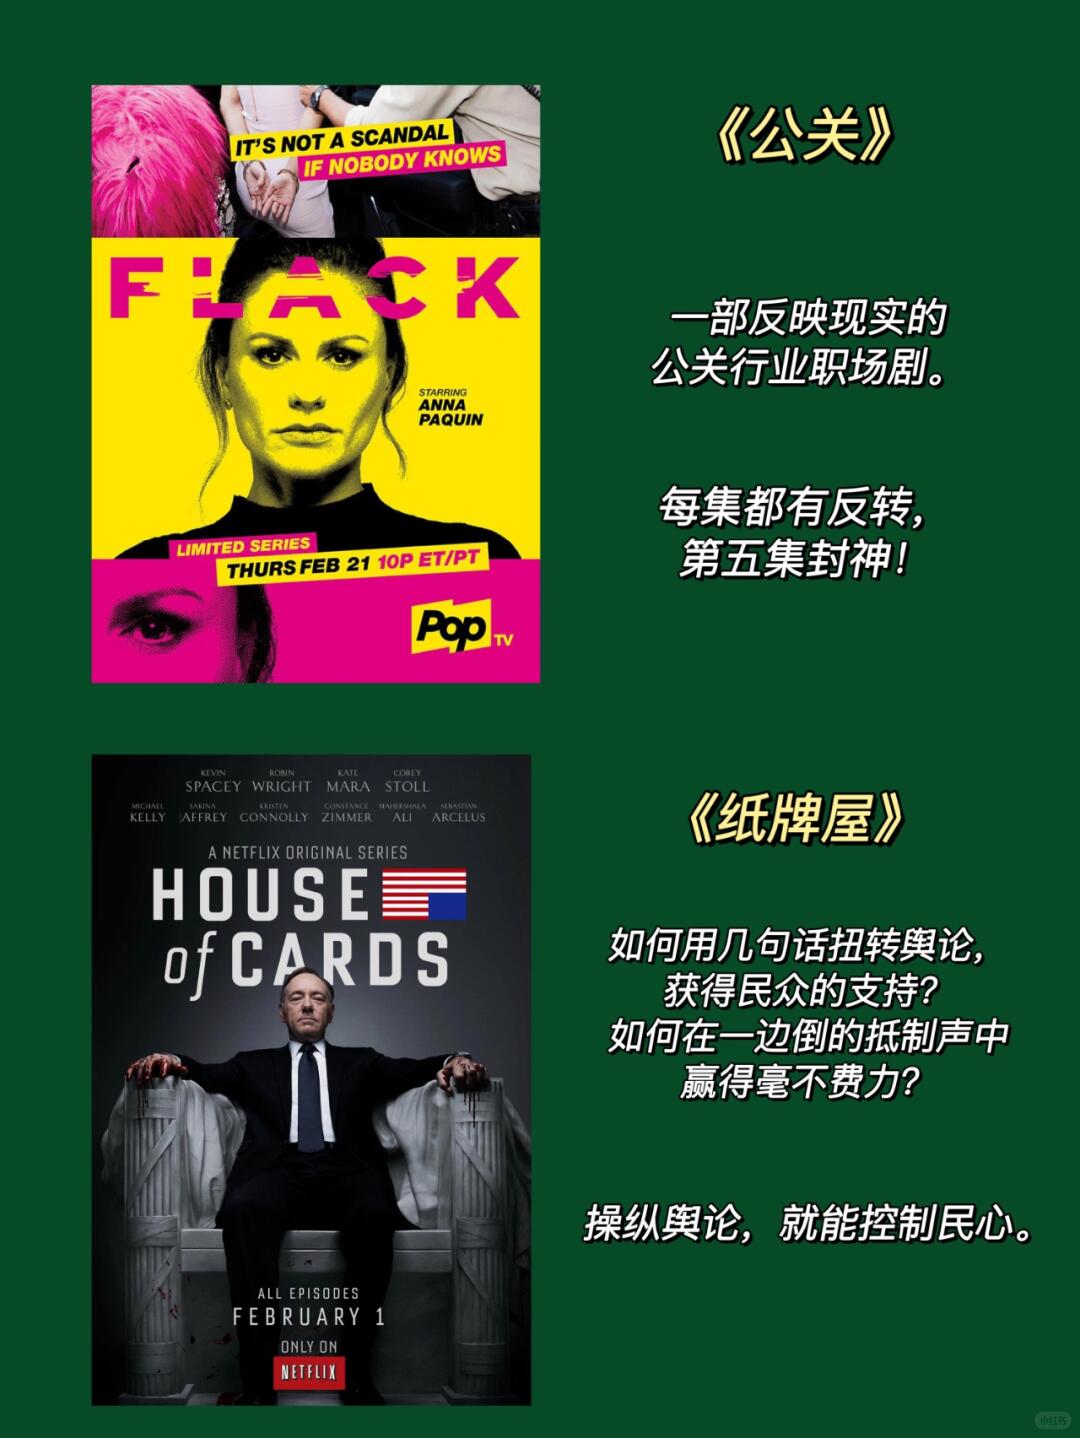 IT'S NOT A SCANDAL
IF NOBODY KNOWS
FLACK
STARRING
ANNA
PAQUIN
LIMITED SERIES
THURS FEB 21 10P ET/PT
Pop TV
《公关》
一部反映现实的
公关行业职场剧。
每集都有反转，
第五集封神！
KEVIN SPACEY ROBIN WRIGHT KATE MARA COREY STOLL
MICHAEL KELLY SAKINA JAFFREY KRISTEN CONNOLLY CONSTANCE ZIMMER MAHERSHALA ALI SEBASTIAN ARCELUS
A NETFLIX ORIGINAL SERIES
HOUSE
of CARDS
ALL EPISODES
FEBRUARY 1
ONLY ON
NETFLIX
《纸牌屋》
如何用几句话扭转舆论，
获得民众的支持？
如何在一边倒的抵制声中
赢得毫不费力？
操纵舆论，就能控制民心。
小红书